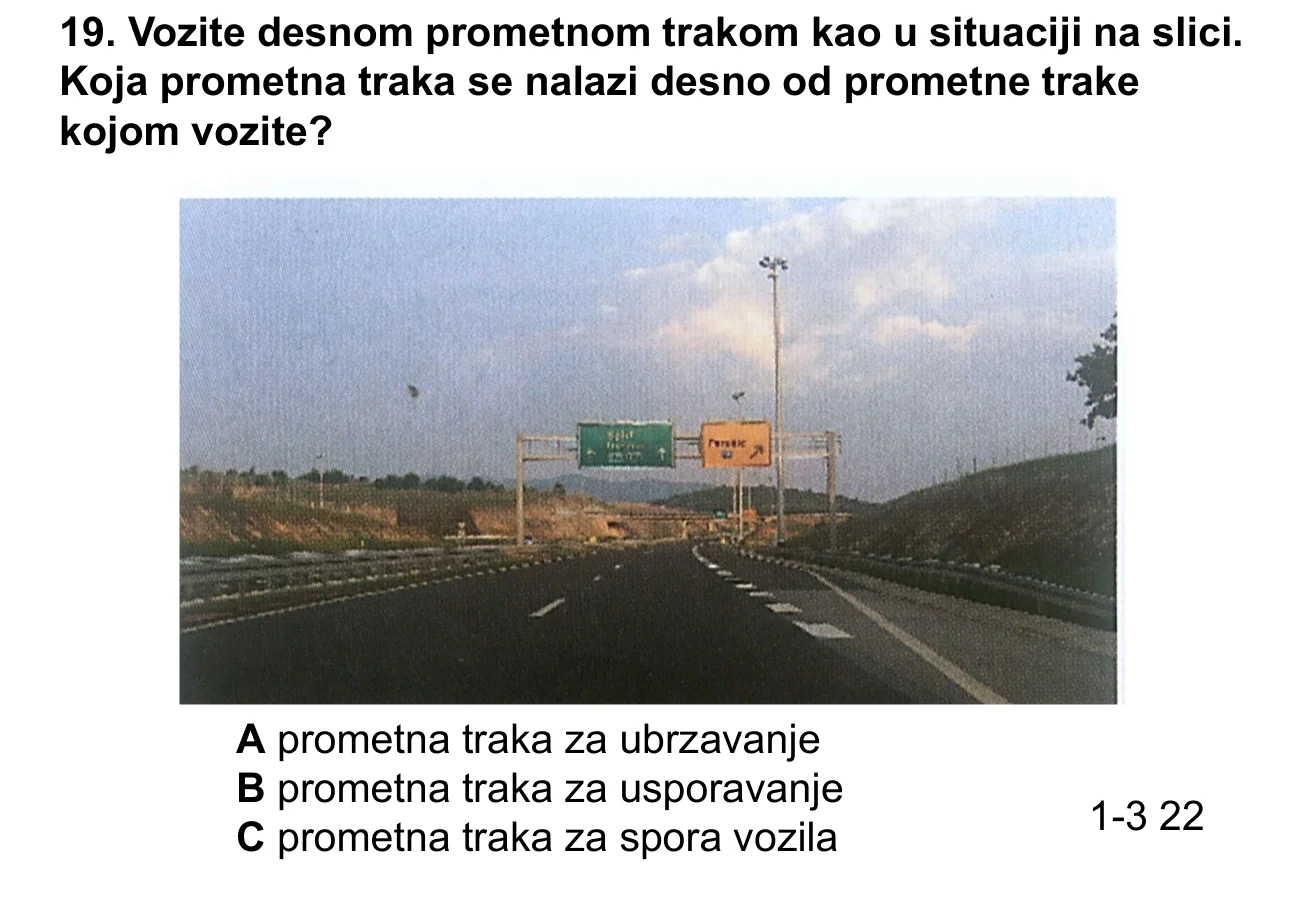 19. Vozite desnom prometnom trakom kao u situaciji na slici.
Koja prometna traka se nalazi desno od prometne trake
kojom vozite?
Split
Perušić
A prometna traka za ubrzavanje
B prometna traka za usporavanje
C prometna traka za spora vozila
1-3 22